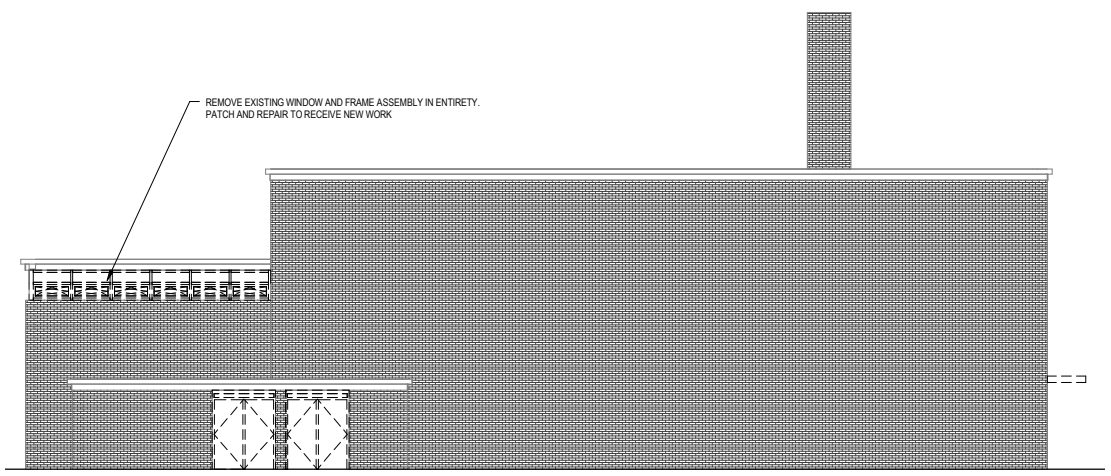 REMOVE EXISTING WINDOW AND FRAME ASSEMBLY IN ENTIRETY.
PATCH AND REPAIR TO RECEIVE NEW WORK